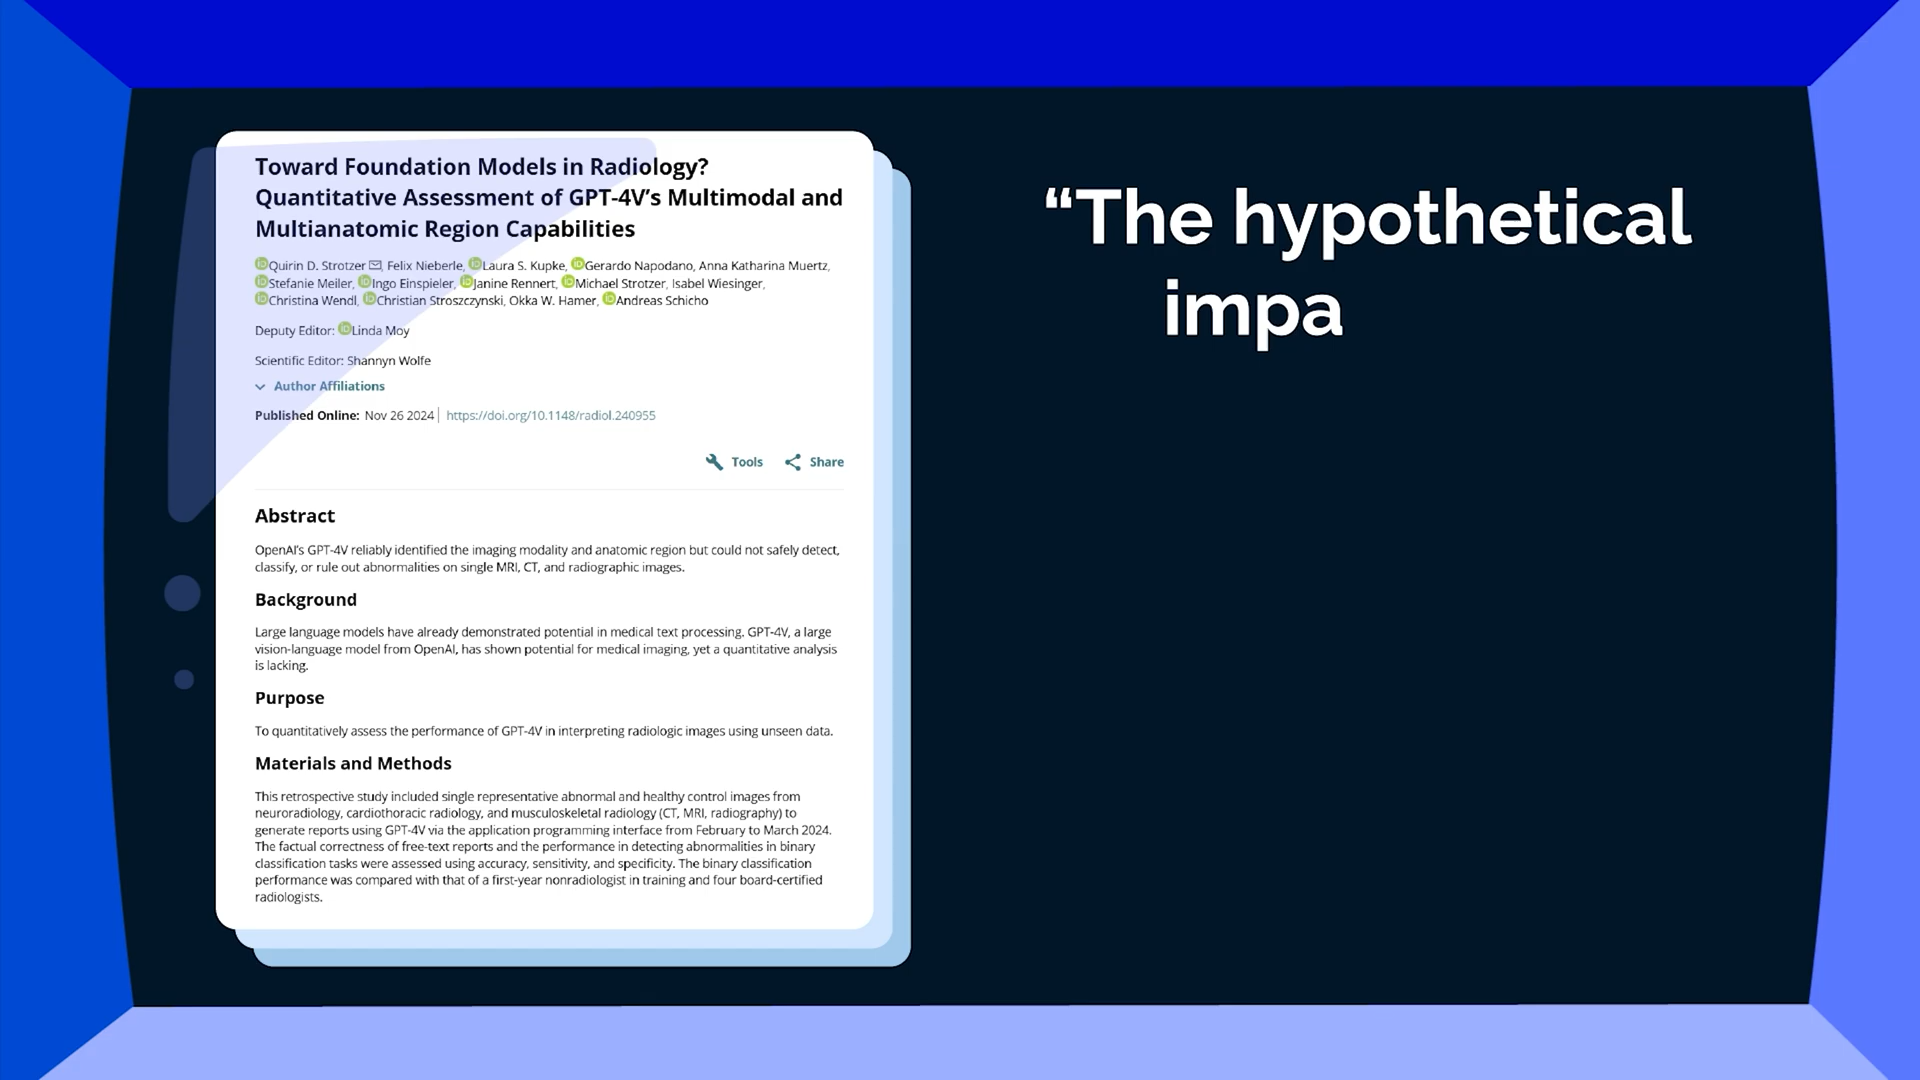 Toward Foundation Models in Radiology?
Quantitative Assessment of GPT-4V’s Multimodal and
Multianatomic Region Capabilities
Quirin D. Strotzer, Felix Nieberle, Laura S. Kupke, Gerardo Napodano, Anna Katharina Muertz,
Stefanie Meiler, Ingo Einspieler, Janine Rennert, Michael Strotzer, Isabel Wiesinger,
Christina Wendl, Christian Stroszczynski, Okka W. Hamer, Andreas Schicho
Deputy Editor: Linda Moy
Scientific Editor: Shannyn Wolfe
Author Affiliations
Published Online: Nov 26 2024 https://doi.org/10.1148/radiol.240955
Tools Share
Abstract
OpenAI’s GPT-4V reliably identified the imaging modality and anatomic region but could not safely detect,
classify, or rule out abnormalities on single MRI, CT, and radiographic images.
Background
Large language models have already demonstrated potential in medical text processing. GPT-4V, a large
vision-language model from OpenAI, has shown potential for medical imaging, yet a quantitative analysis
is lacking.
Purpose
To quantitatively assess the performance of GPT-4V in interpreting radiologic images using unseen data.
Materials and Methods
This retrospective study included single representative abnormal and healthy control images from
neuroradiology, cardiothoracic radiology, and musculoskeletal radiology (CT, MRI, radiography) to
generate reports using GPT-4V via the application programming interface from February to March 2024.
The factual correctness of free-text reports and the performance in detecting abnormalities in binary
classification tasks were assessed using accuracy, sensitivity, and specificity. The binary classification
performance was compared with that of a first-year nonradiologist in training and four board-certified
radiologists.
“The hypothetical
impa